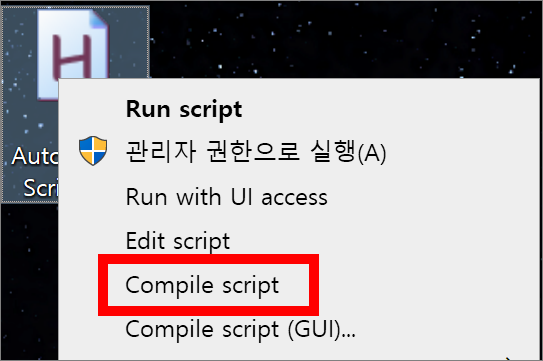 Auto
Scri
Run script
관리자 권한으로 실행(A)
Run with UI access
Edit script
Compile script
Compile script (GUI)...